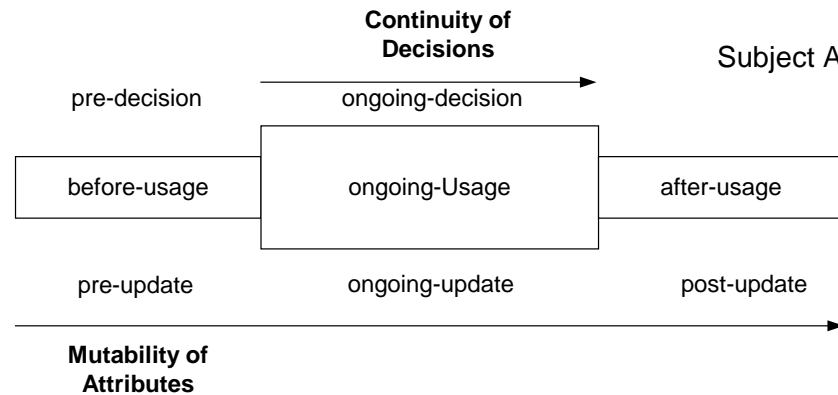 Continuity of
Decisions
Subject A
pre-decision
ongoing-decision
before-usage
ongoing-Usage
after-usage
pre-update
ongoing-update
post-update
Mutability of
Attributes